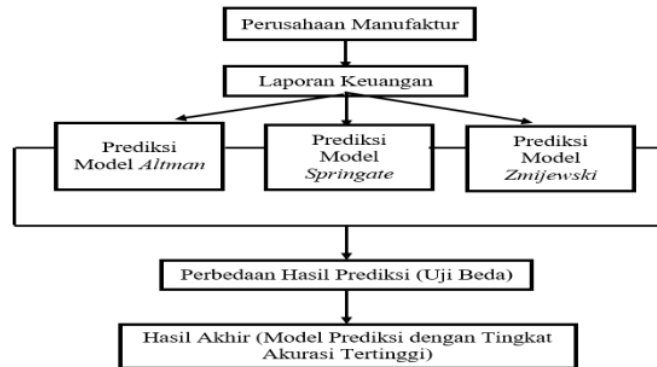 Perusahaan Manufaktur
Laporan Keuangan
Prediksi
Model Altman
Prediksi
Model
Springate
Prediksi
Model
Zmijewski
Perbedaan Hasil Prediksi (Uji Beda)
Hasil Akhir (Model Prediksi dengan Tingkat
Akurasi Tertinggi)